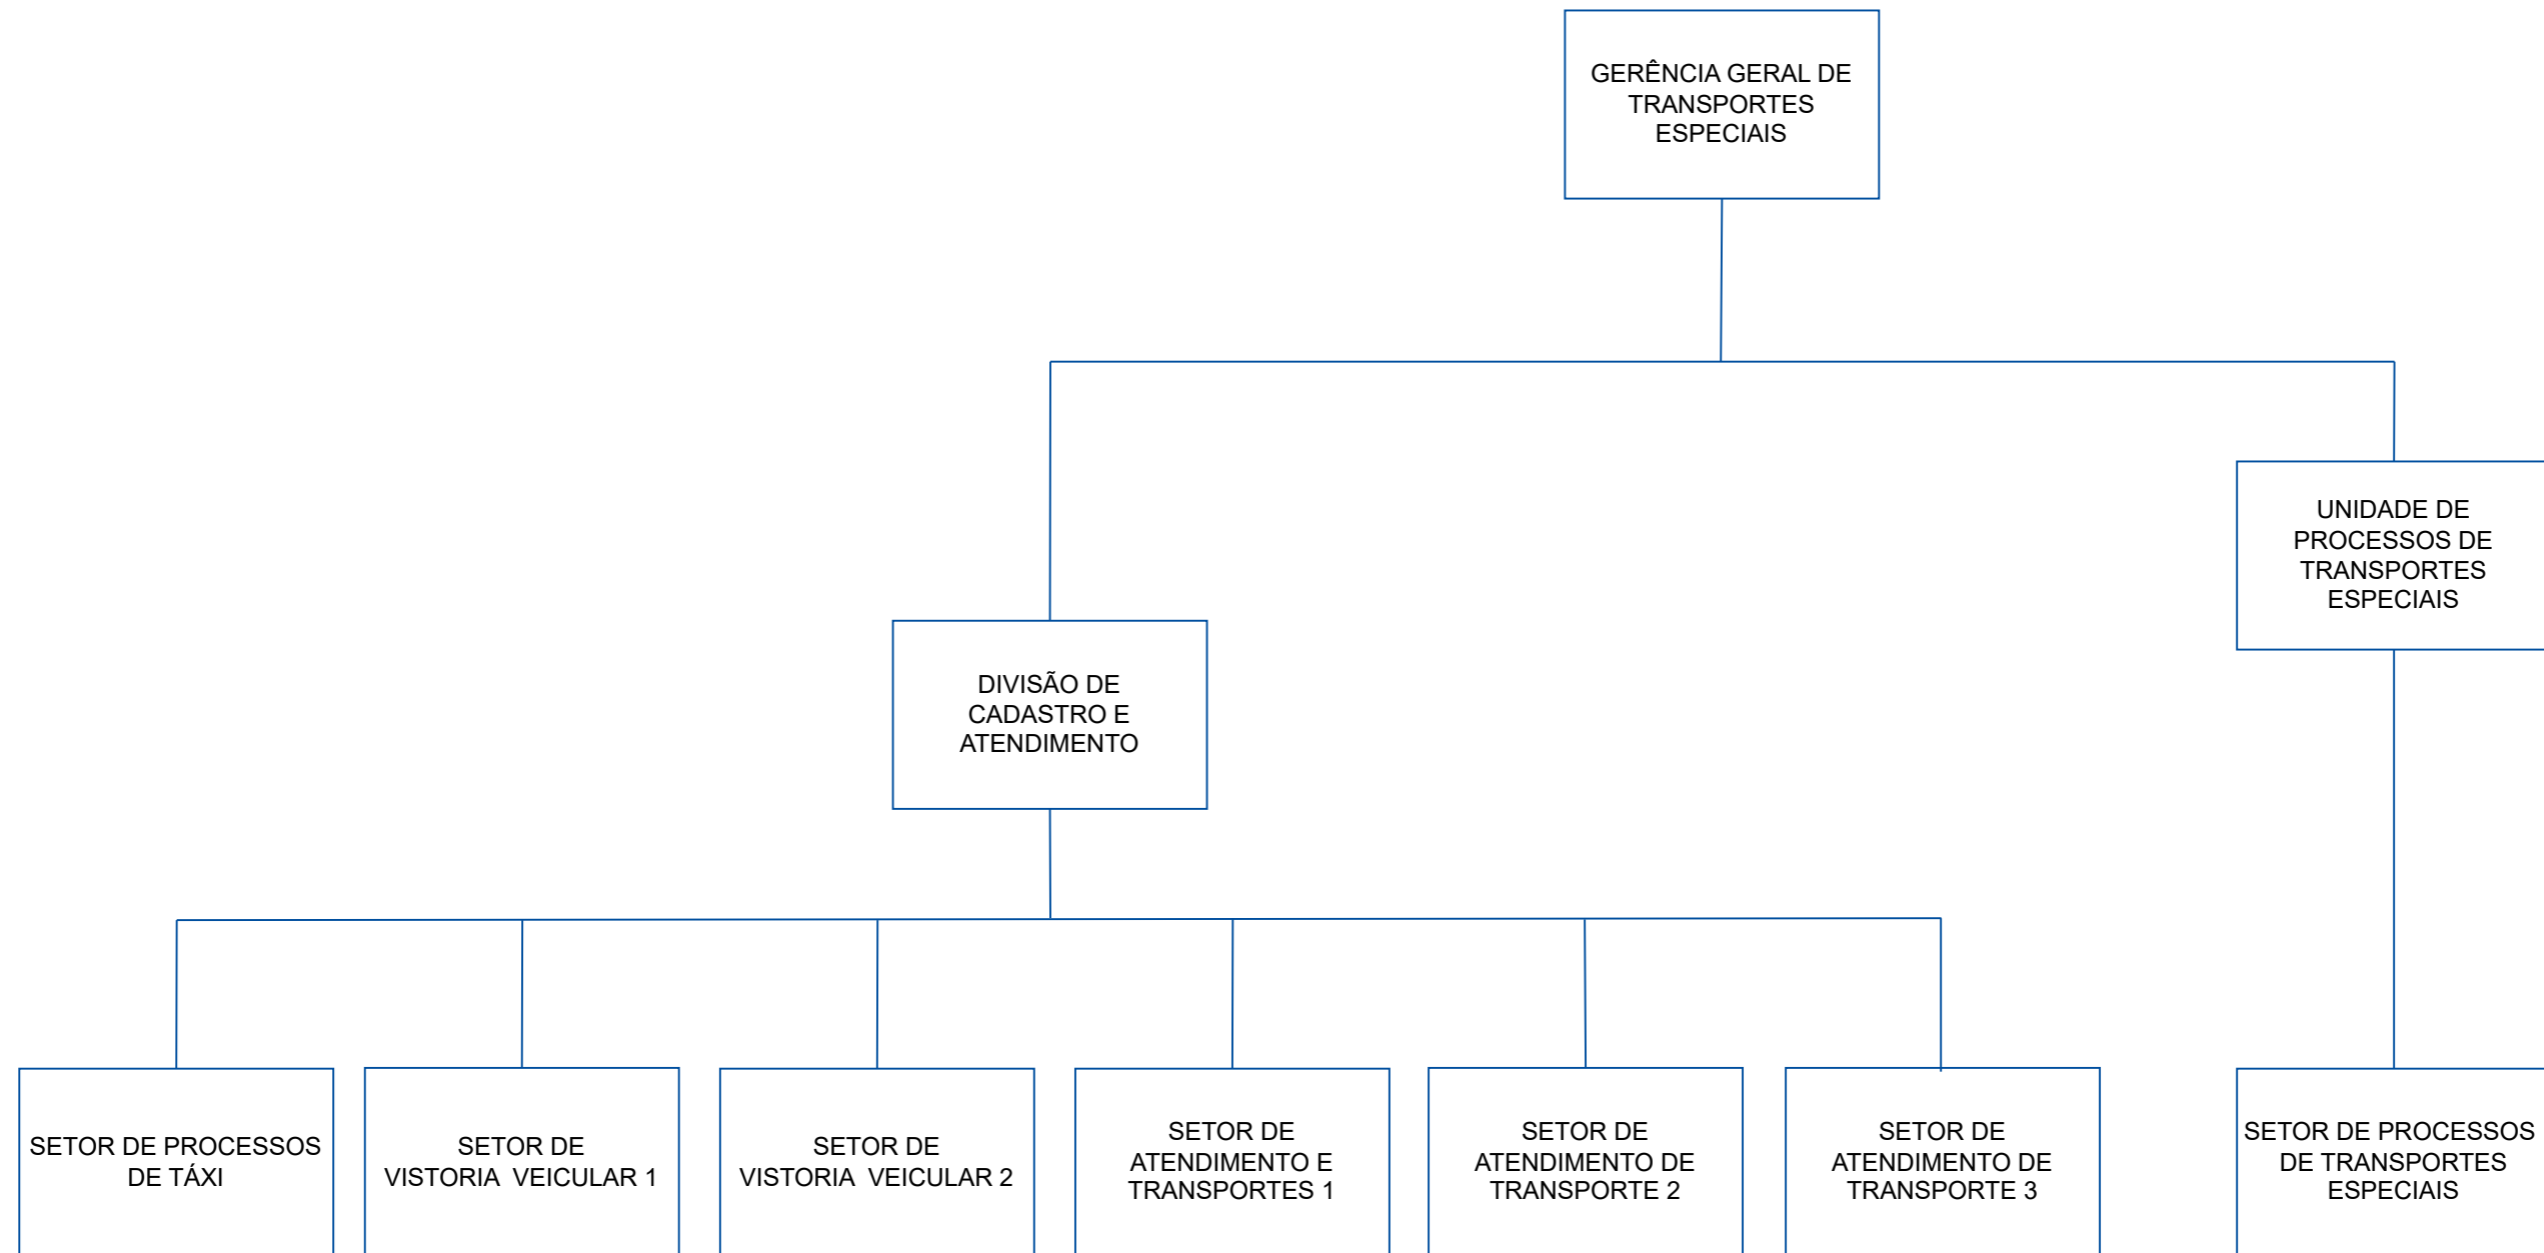 GERÊNCIA GERAL DE
TRANSPORTES
ESPECIAIS
UNIDADE DE
PROCESSOS DE
TRANSPORTES
ESPECIAIS
DIVISÃO DE
CADASTRO E
ATENDIMENTO
SETOR DE PROCESSOS
DE TÁXI
SETOR DE
VISTORIA  VEICULAR 1
SETOR DE
VISTORIA  VEICULAR 2
SETOR DE
ATENDIMENTO E
TRANSPORTES 1
SETOR DE
ATENDIMENTO DE
TRANSPORTE 2
SETOR DE
ATENDIMENTO DE
TRANSPORTE 3
SETOR DE PROCESSOS
DE TRANSPORTES
ESPECIAIS